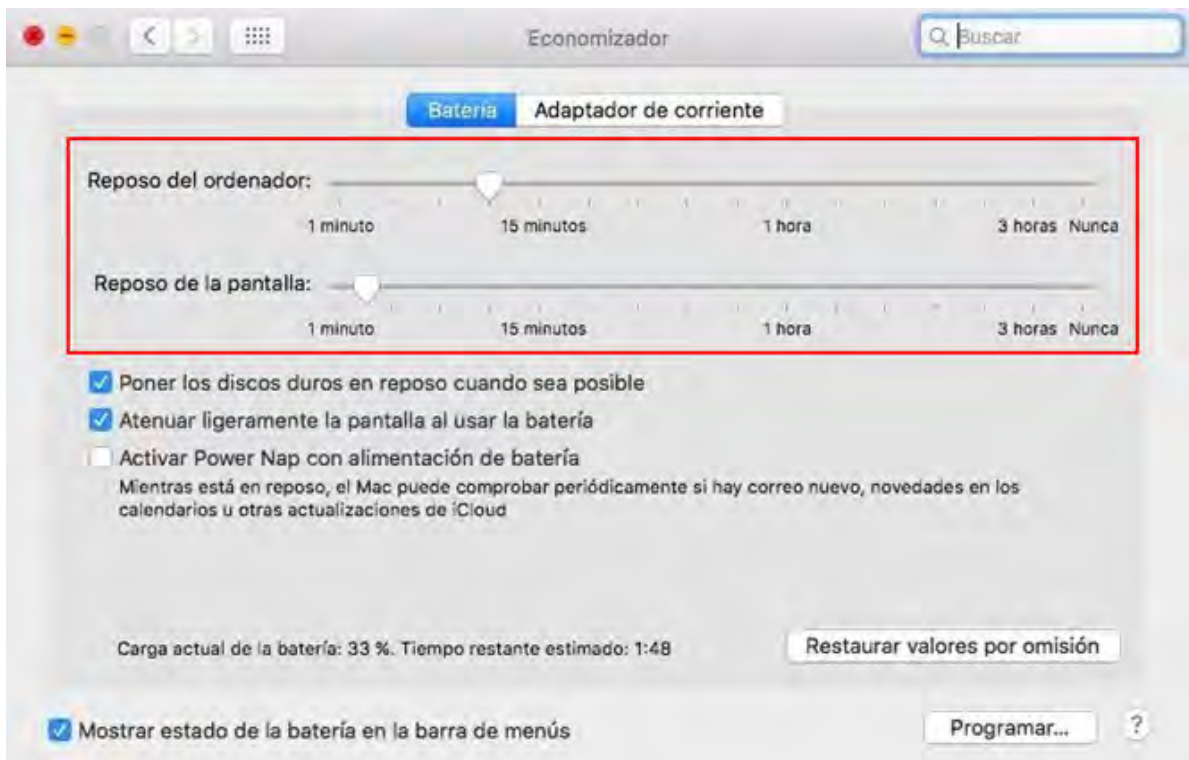 Economizador
Buscar
Batería
Adaptador de corriente
Reposo del ordenador:
1 minuto 15 minutos 1 hora 3 horas Nunca
Reposo de la pantalla:
1 minuto 15 minutos 1 hora 3 horas Nunca
Poner los discos duros en reposo cuando sea posible
Atenuar ligeramente la pantalla al usar la batería
Activar Power Nap con alimentación de batería
Mientras está en reposo, el Mac puede comprobar periódicamente si hay correo nuevo, novedades en los
calendarios u otras actualizaciones de iCloud
Carga actual de la batería: 33 %. Tiempo restante estimado: 1:48
Restaurar valores por omisión
Mostrar estado de la batería en la barra de menús
Programar...
?